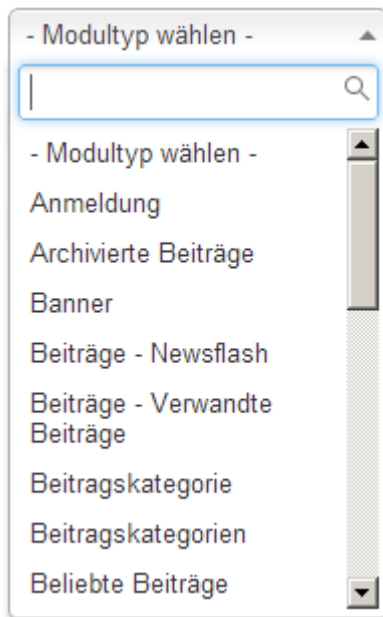 - Modultyp wählen -
- Modultyp wählen -
Anmeldung
Archivierte Beiträge
Banner
Beiträge - Newsflash
Beiträge - Verwandte
Beiträge
Beitragskategorie
Beitragskategorien
Beliebte Beiträge